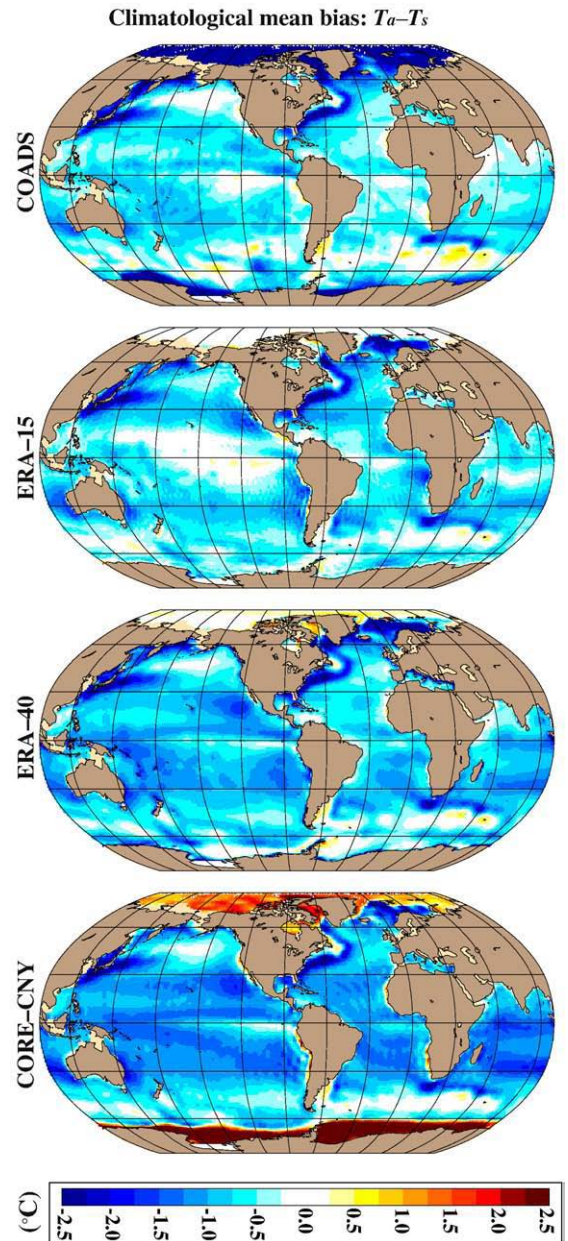 Climatological mean bias: Ta–Ts
COADS
ERA–15
ERA–40
CORE–CNY
(°C)
-2.5 -2.0 -1.5 -1.0 -0.5 0.0 0.5 1.0 1.5 2.0 2.5